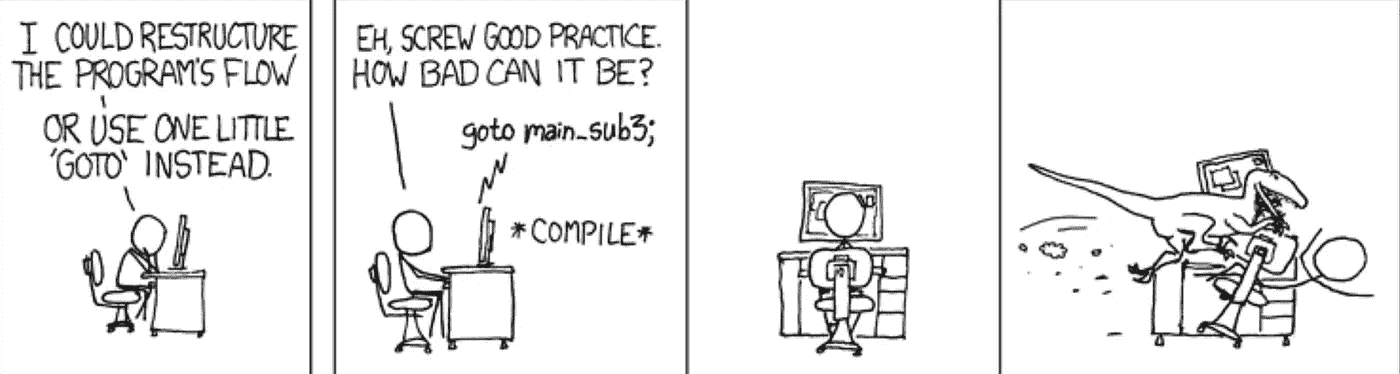 I COULD RESTRUCTURE
THE PROGRAM'S FLOW
OR USE ONE LITTLE
'GOTO' INSTEAD.
EH, SCREW GOOD PRACTICE.
HOW BAD CAN IT BE?
goto main_sub3;
*COMPILE*